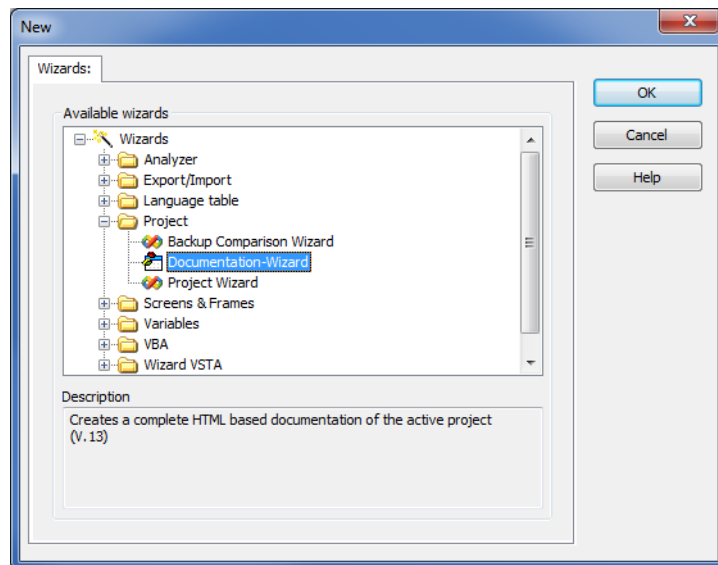 New
Wizards:
OK
Available wizards
Wizards
Cancel
Analyzer
Export/Import
Help
Language table
Project
Backup Comparison Wizard
Documentation-Wizard
Project Wizard
Screens & Frames
Variables
VBA
Wizard VSTA
Description
Creates a complete HTML based documentation of the active project
(V.13)